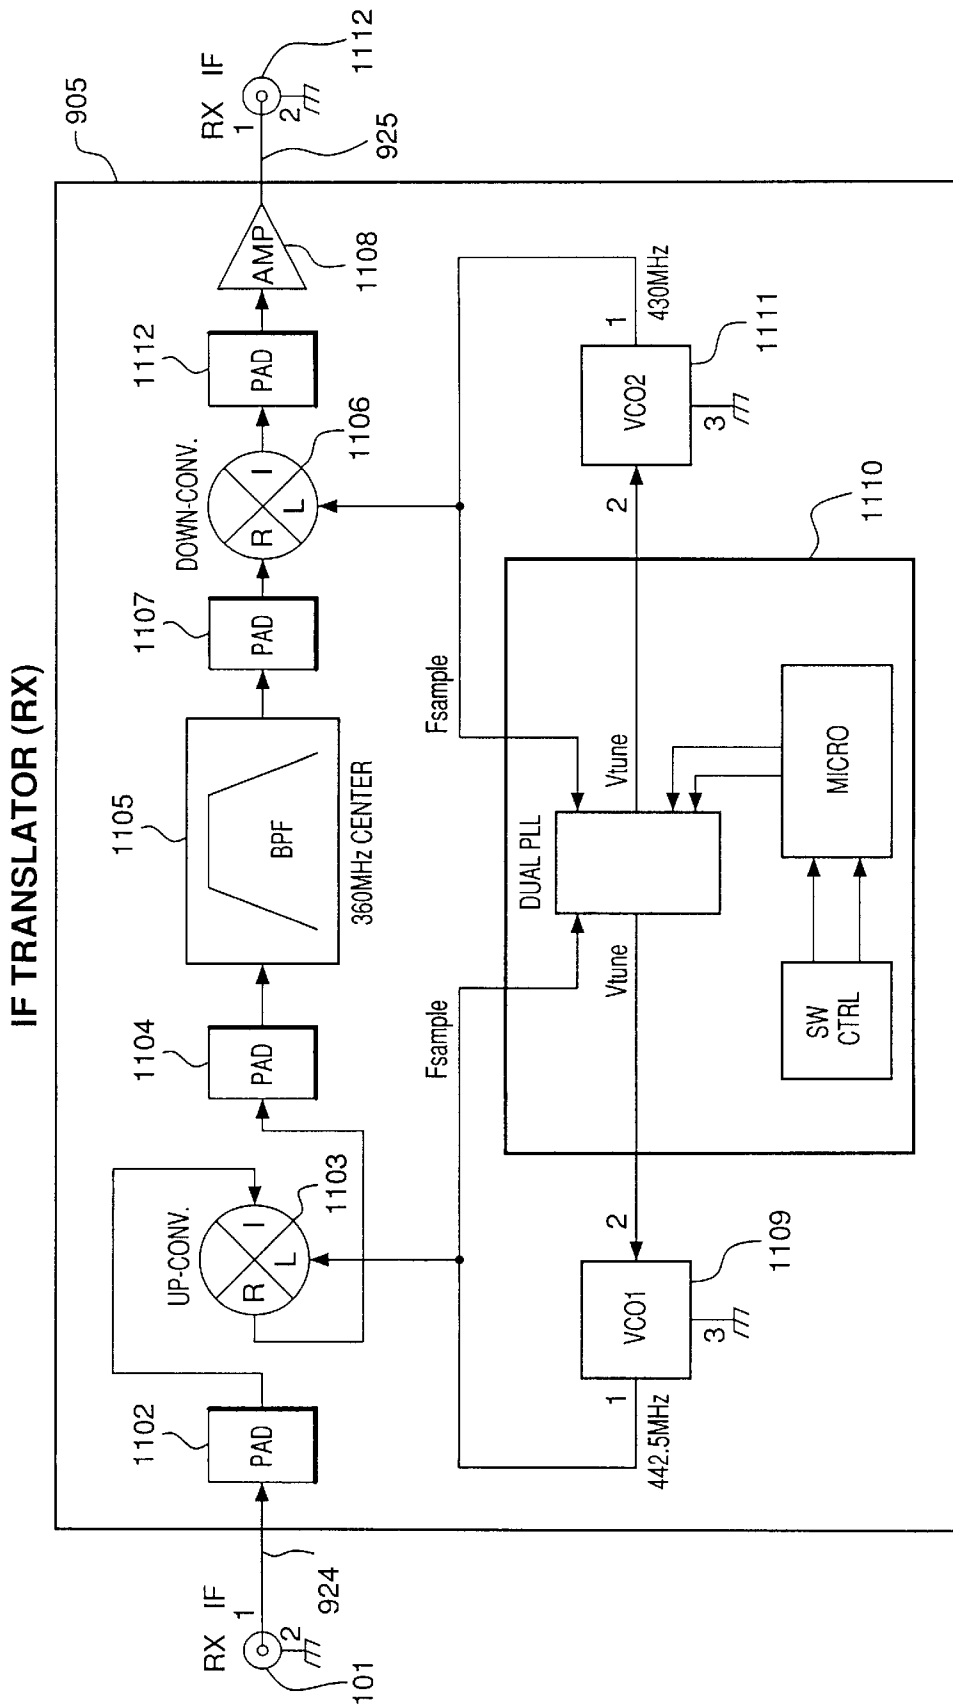 IF TRANSLATOR (RX)
905
RX IF
1
2
101
924
1102
PAD
UP-CONV.
R
I
L
1103
1104
PAD
1105
BPF
360MHz CENTER
1107
PAD
DOWN-CONV.
R
I
L
1106
1112
PAD
AMP
1108
RX IF
1
2
1112
925
Fsample
Fsample
442.5MHz
1
VCO1
2
3
1109
Vtune
DUAL PLL
Vtune
SW
CTRL
MICRO
1110
2
VCO2
1
3
430MHz
1111